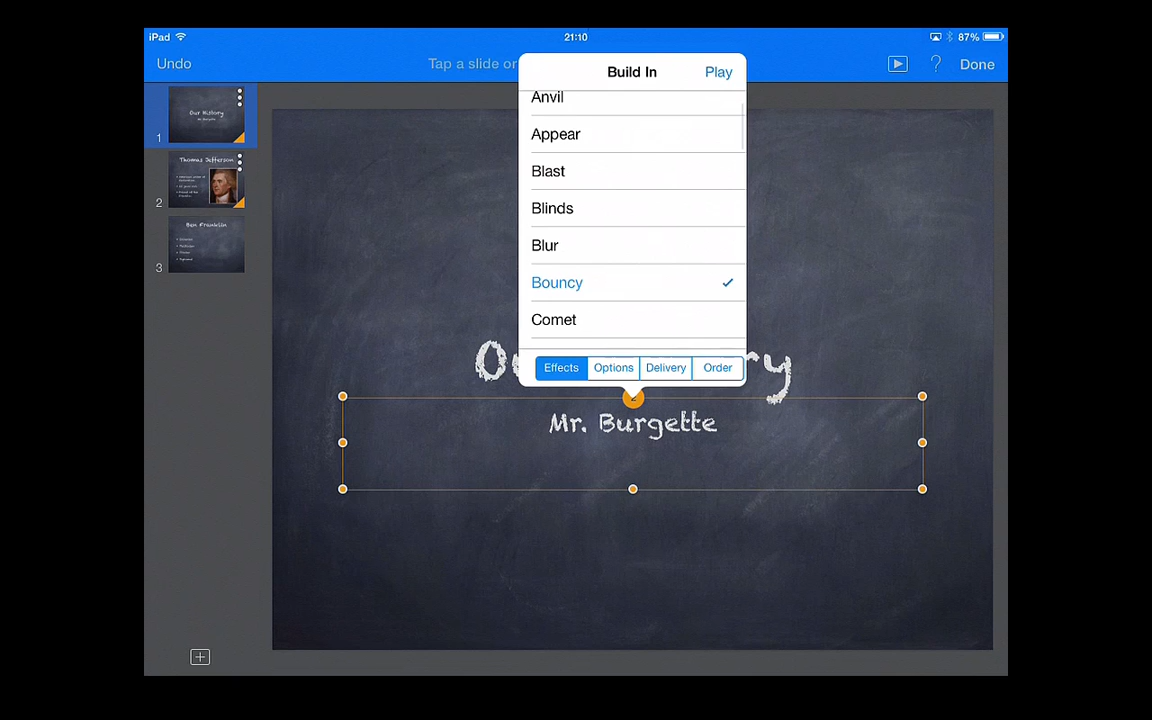 iPad 21:10 87%
Undo Tap a slide or ? Done
Build In Play
Anvil
Appear
Blast
Blinds
Blur
Bouncy
Comet
Effects Options Delivery Order
1
Our History
Mr. Burgette
2
Thomas Jefferson
3
Ben Franklin
2
Mr. Burgette